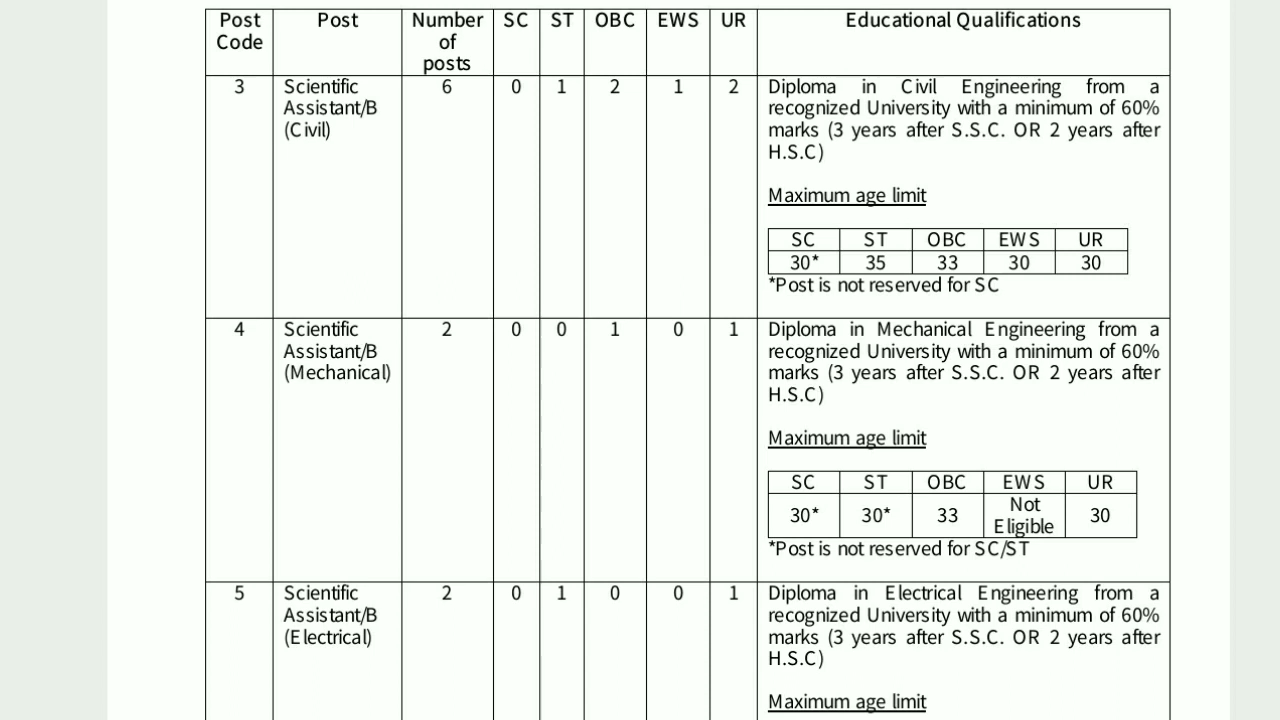 Post Code | Post | Number of posts | SC | ST | OBC | EWS | UR | Educational Qualifications
3 | Scientific Assistant/B (Civil) | 6 | 0 | 1 | 2 | 1 | 2 | Diploma in Civil Engineering from a
recognized University with a minimum of 60%
marks (3 years after S.S.C. OR 2 years after
H.S.C)
Maximum age limit
SC | ST | OBC | EWS | UR
30* | 35 | 33 | 30 | 30
*Post is not reserved for SC
4 | Scientific Assistant/B (Mechanical) | 2 | 0 | 0 | 1 | 0 | 1 | Diploma in Mechanical Engineering from a
recognized University with a minimum of 60%
marks (3 years after S.S.C. OR 2 years after
H.S.C)
Maximum age limit
SC | ST | OBC | EWS | UR
30* | 30* | 33 | Not Eligible | 30
*Post is not reserved for SC/ST
5 | Scientific Assistant/B (Electrical) | 2 | 0 | 1 | 0 | 0 | 1 | Diploma in Electrical Engineering from a
recognized University with a minimum of 60%
marks (3 years after S.S.C. OR 2 years after
H.S.C)
Maximum age limit